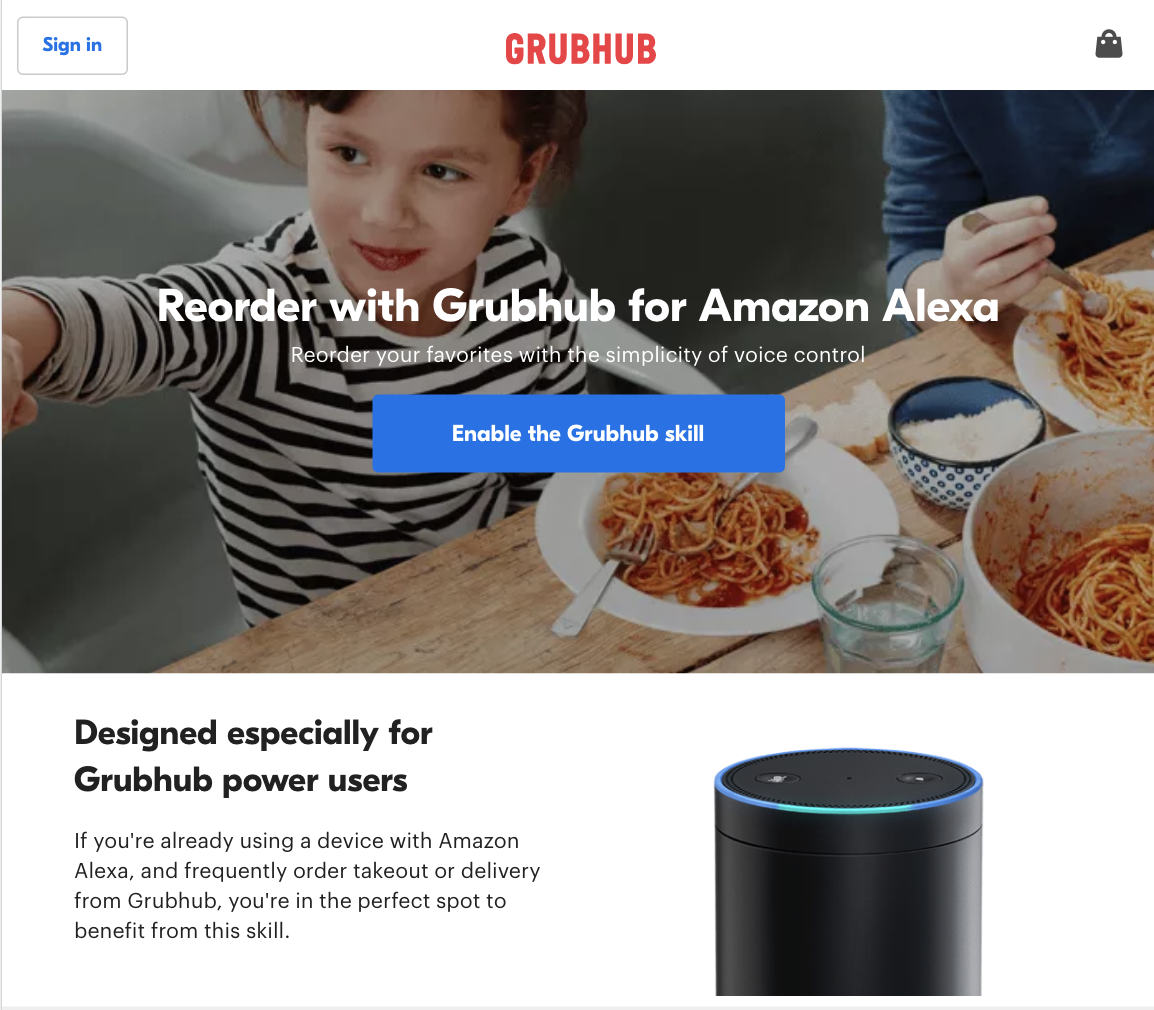 Sign in
GRUBHUB
Reorder with Grubhub for Amazon Alexa
Reorder your favorites with the simplicity of voice control
Enable the Grubhub skill
Designed especially for
Grubhub power users
If you're already using a device with Amazon
Alexa, and frequently order takeout or delivery
from Grubhub, you're in the perfect spot to
benefit from this skill.